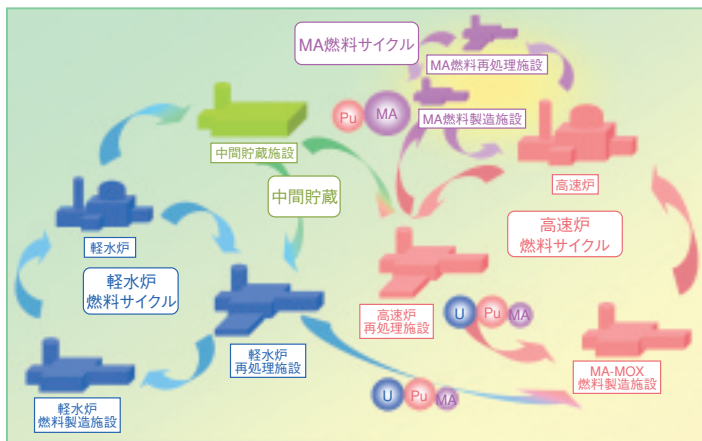 MA燃料サイクル
MA燃料再処理施設
Pu
MA
MA燃料製造施設
中間貯蔵施設
高速炉
中間貯蔵
軽水炉
高速炉
燃料サイクル
軽水炉
燃料サイクル
高速炉
再処理施設
U
Pu
MA
軽水炉
再処理施設
MA-MOX
燃料製造施設
U
Pu
MA
軽水炉
燃料製造施設